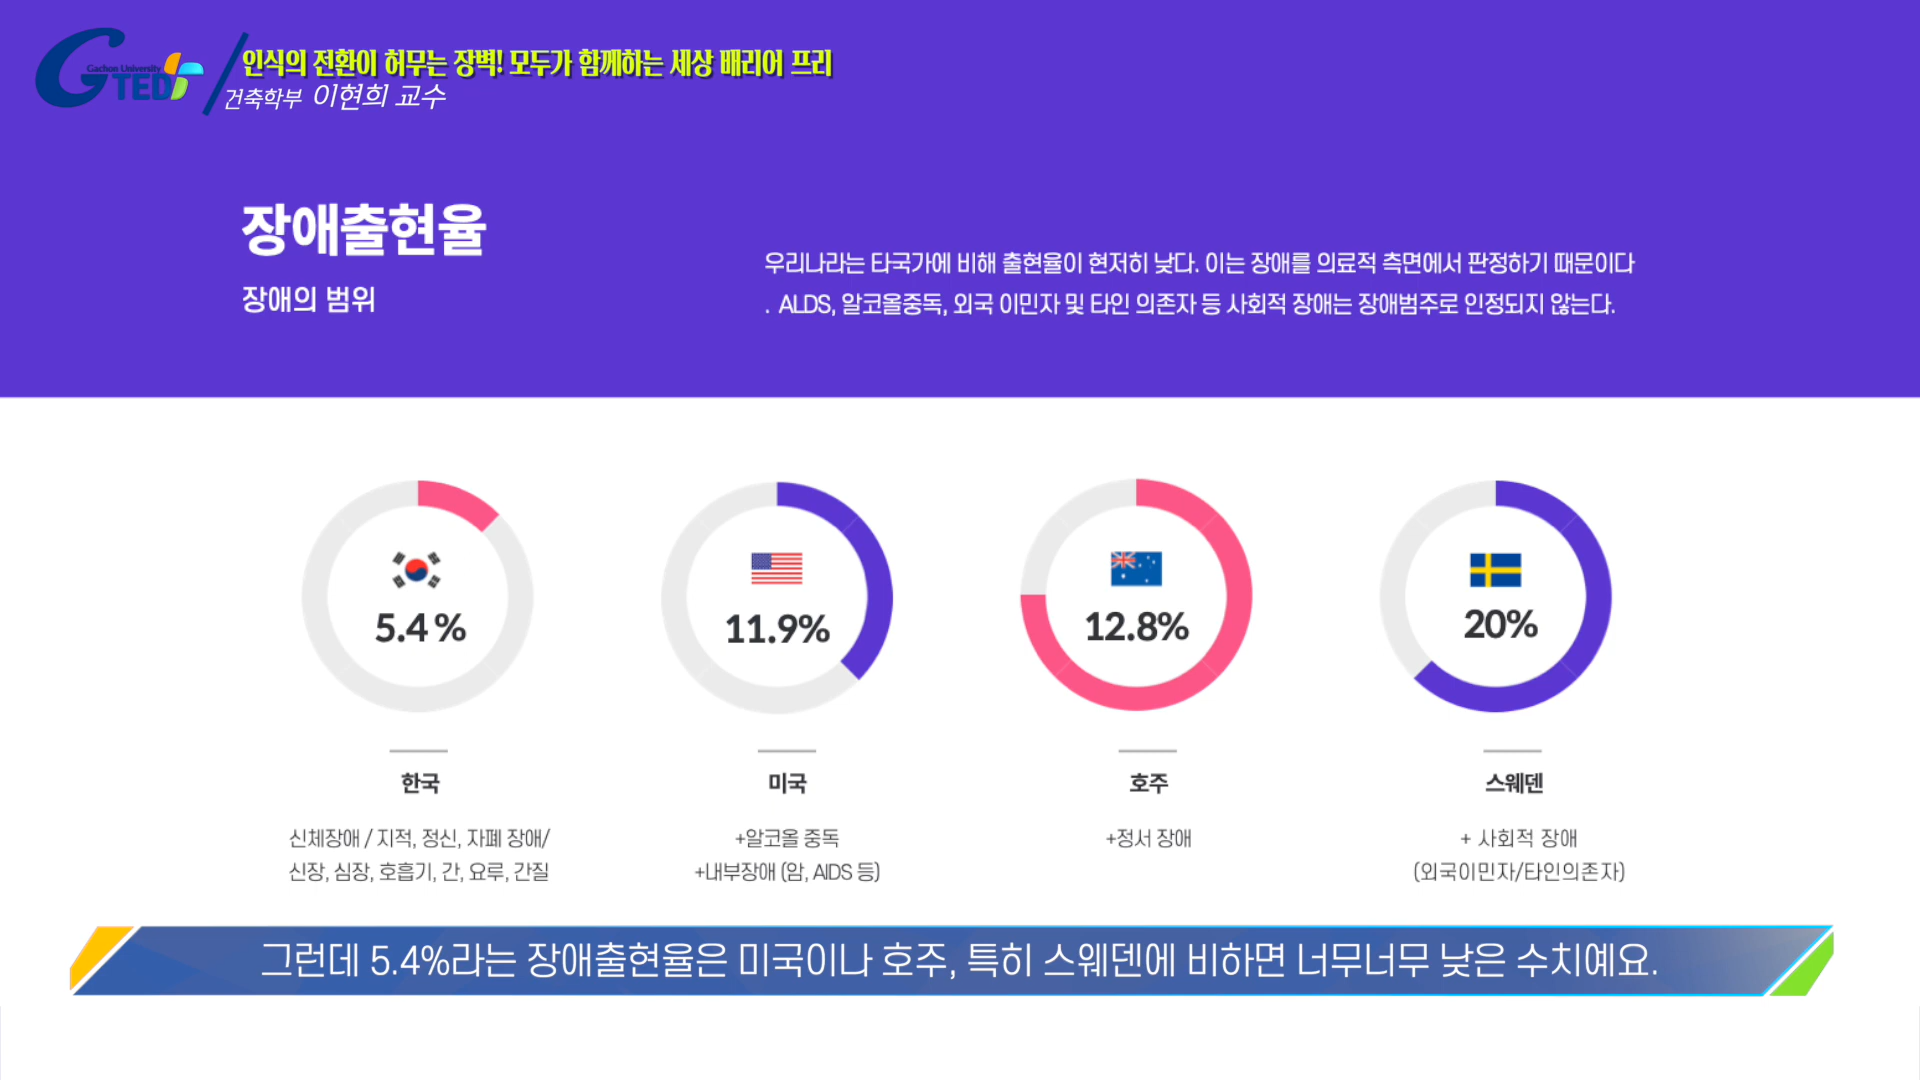 Gachon University
GTED
인식의 전환이 허무는 장벽! 모두가 함께하는 세상 배리어 프리
건축학부 이현희 교수
장애출현율
장애의 범위
우리나라는 타국가에 비해 출현율이 현저히 낮다. 이는 장애를 의료적 측면에서 판정하기 때문이다
. ALDS, 알코올중독, 외국 이민자 및 타인 의존자 등 사회적 장애는 장애범주로 인정되지 않는다.
5.4 %
11.9%
12.8%
20%
한국
미국
호주
스웨덴
신체장애 / 지적, 정신, 자폐 장애/
신장, 심장, 호흡기, 간, 요루, 간질
+알코올 중독
+내부장애 (암, AIDS 등)
+정서 장애
+ 사회적 장애
(외국이민자/타인의존자)
그런데 5.4%라는 장애출현율은 미국이나 호주, 특히 스웨덴에 비하면 너무너무 낮은 수치예요.